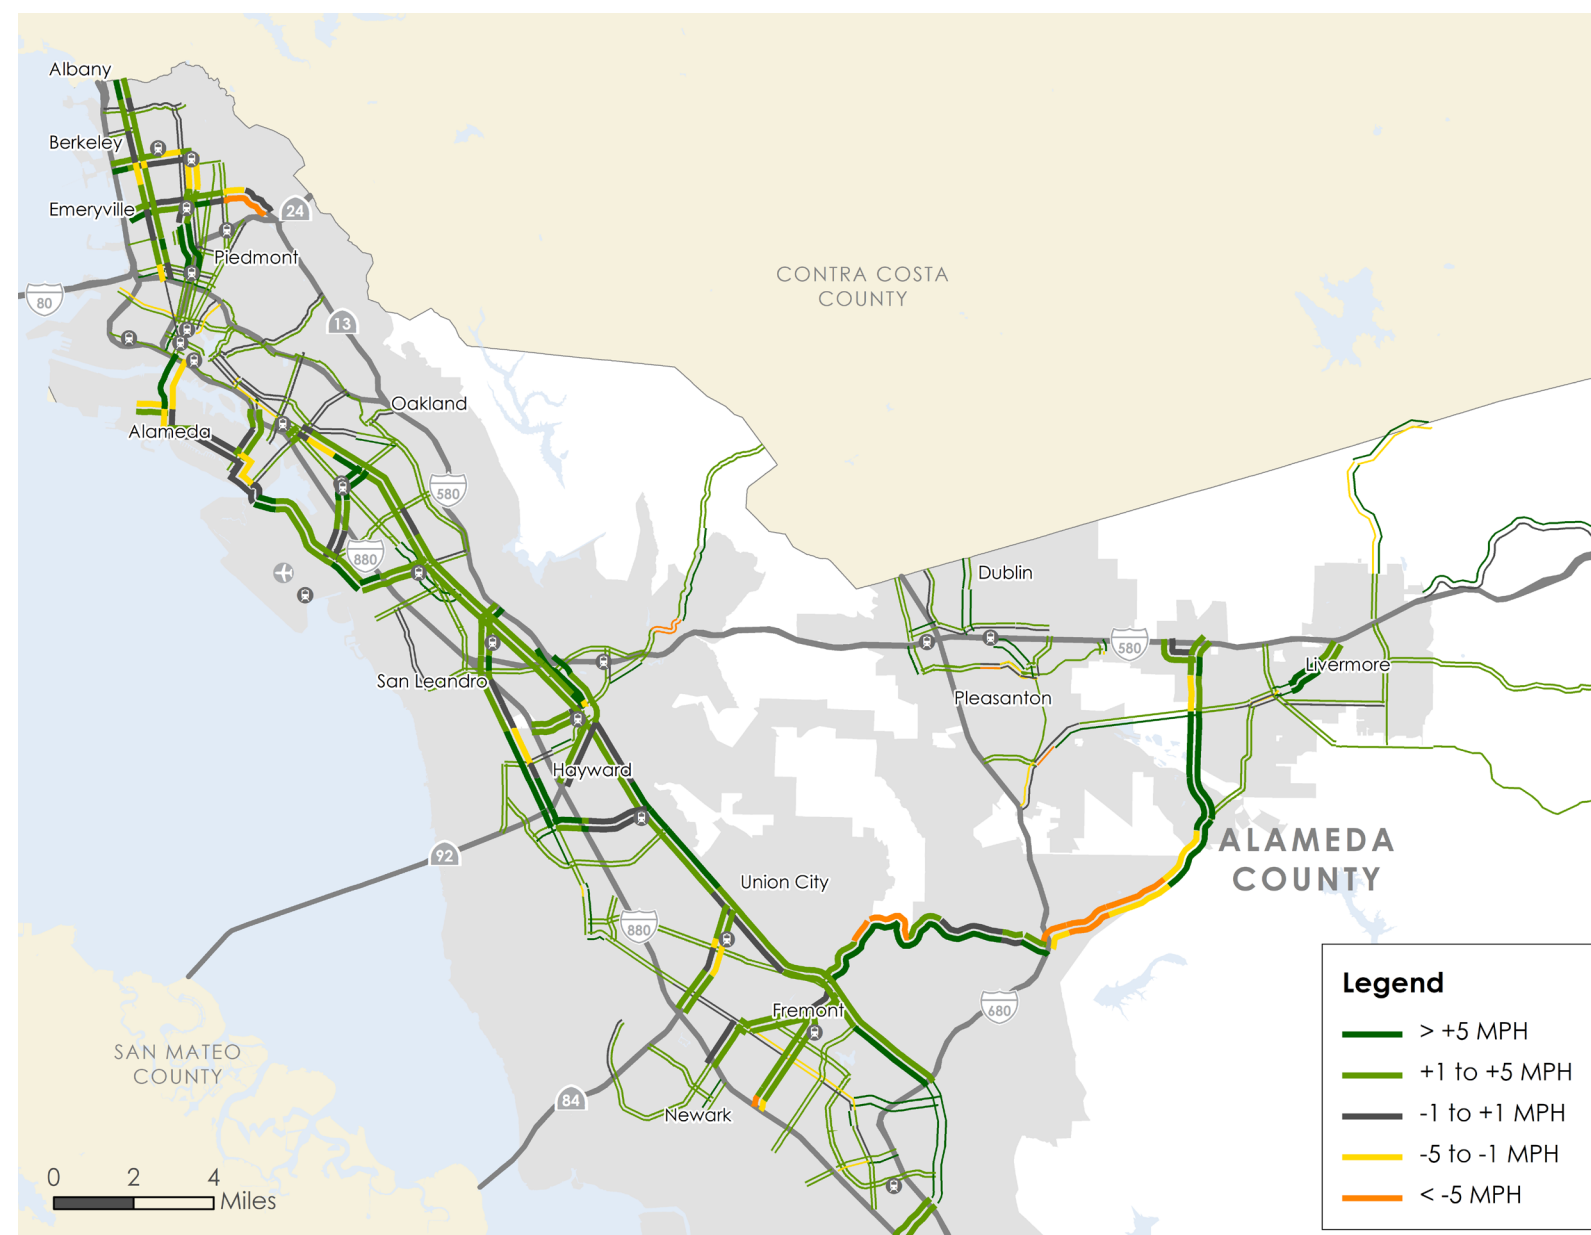 Albany
Berkeley
Emeryville
24
Piedmont
80
CONTRA COSTA
COUNTY
13
Oakland
Alameda
580
880
Dublin
580
Livermore
San Leandro
Pleasanton
Hayward
ALAMEDA
COUNTY
92
Union City
880
Fremont
680
SAN MATEO
COUNTY
84
Newark
0 2 4
Miles
Legend
> +5 MPH
+1 to +5 MPH
-1 to +1 MPH
-5 to -1 MPH
< -5 MPH